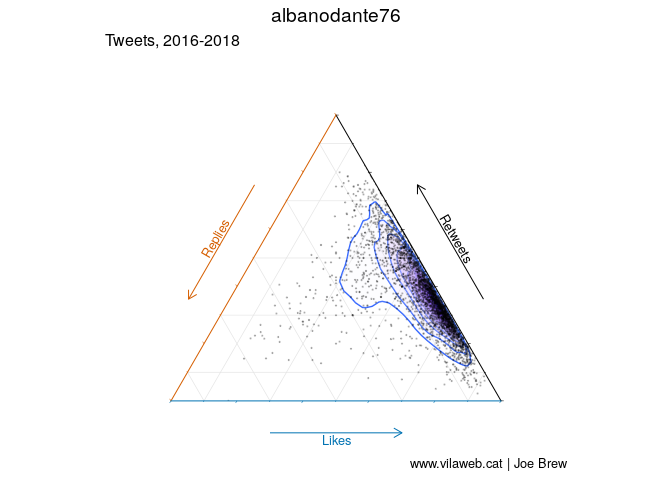 albanodante76
Tweets, 2016-2018
Replies
Retweets
Likes
www.vilaweb.cat | Joe Brew